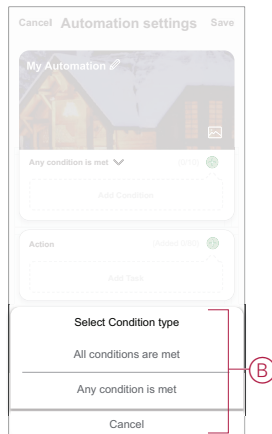 Cancel Automation settings Save
My Automation
Any condition is met
Add Condition
Action
Add Task
Select Condition type
All conditions are met
Any condition is met
Cancel
B